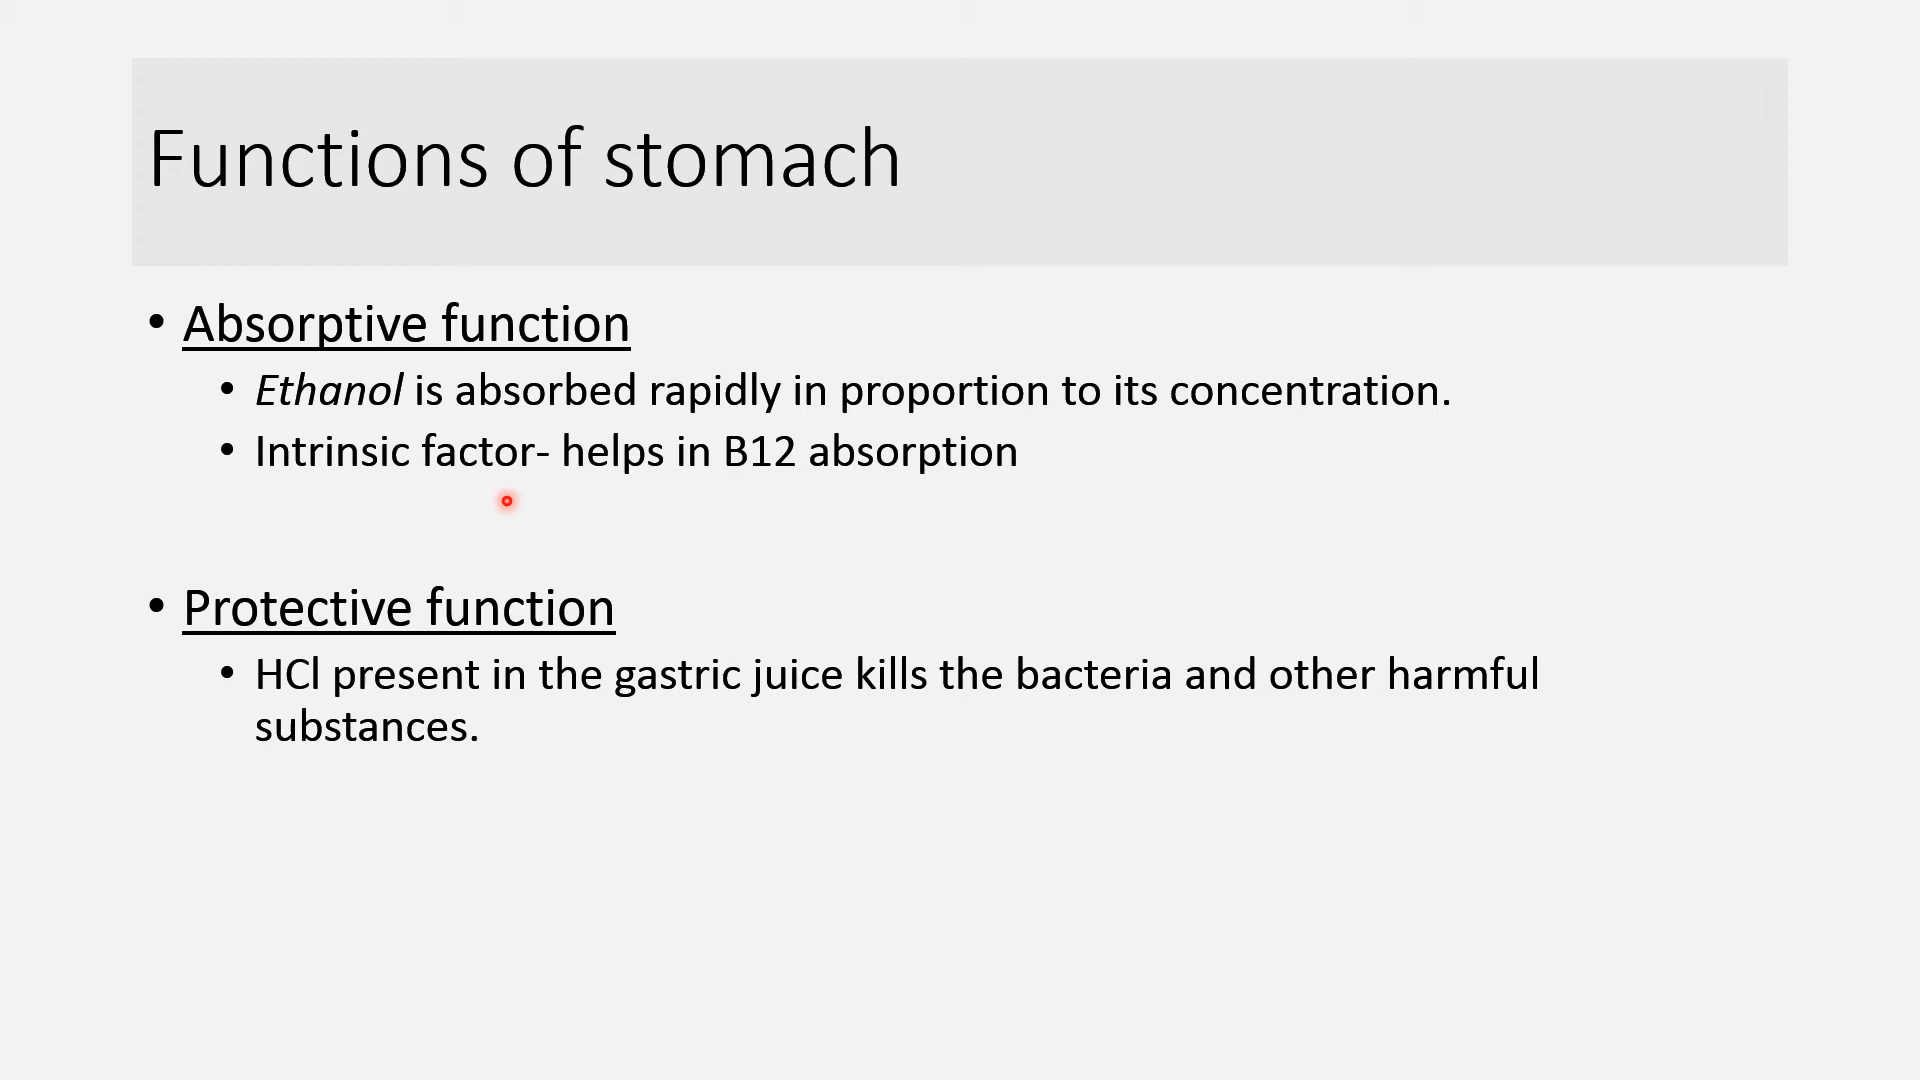 Functions of stomach
• Absorptive function
• Ethanol is absorbed rapidly in proportion to its concentration.
• Intrinsic factor- helps in B12 absorption
• Protective function
• HCl present in the gastric juice kills the bacteria and other harmful
substances.